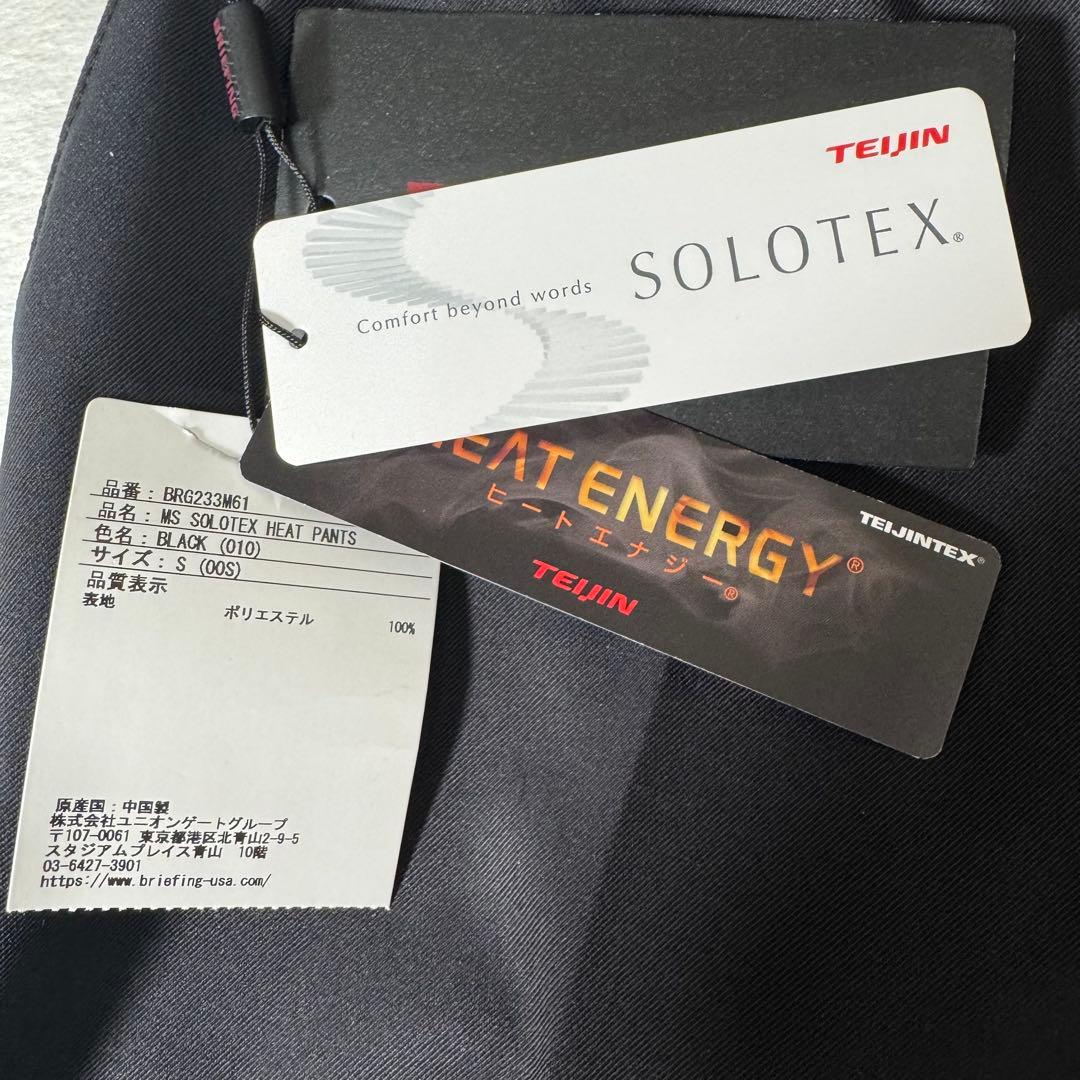 BRIEFING
TEIJIN
SOLOTEX®
Comfort beyond words
HEAT ENERGY®
ヒートエナジー®
TEIJIN
TEIJINTEX®
品番 : BRG233M61
品名 : MS SOLOTEX HEAT PANTS
色名 : BLACK (010)
サイズ : S (00S)
品質表示
表地
ポリエステル 100%
原産国 : 中国製
株式会社ユニオンゲートグループ
〒107-0061 東京都港区北青山2-9-5
スタジアムプレイス青山 10階
03-6427-3901
https://www.briefing-usa.com/